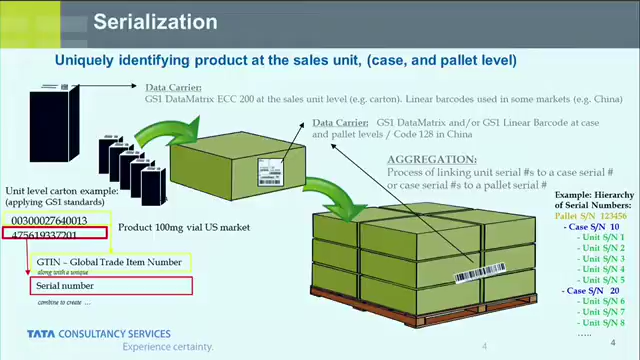 Serialization
Uniquely identifying product at the sales unit, (case, and pallet level)
Data Carrier:
GS1 DataMatrix ECC 200 at the sales unit level (e.g. carton). Linear barcodes used in some markets (e.g. China)
Data Carrier: GS1 DataMatrix and/or GS1 Linear Barcode at case
and pallet levels / Code 128 in China
AGGREGATION:
Process of linking unit serial #s to a case serial #
or case serial #s to a pallet serial #
Unit level carton example:
(applying GS1 standards)
00300027640013
475619337201
Product 100mg vial US market
GTIN – Global Trade Item Number
along with a unique
Serial number
combine to create …
Example: Hierarchy
of Serial Numbers:
Pallet S/N 123456
- Case S/N 10
- Unit S/N 1
- Unit S/N 2
- Unit S/N 3
- Unit S/N 4
- Unit S/N 5
- Case S/N 20
- Unit S/N 6
- Unit S/N 7
- Unit S/N 8
…..
TATA CONSULTANCY SERVICES
Experience certainty.
4
4